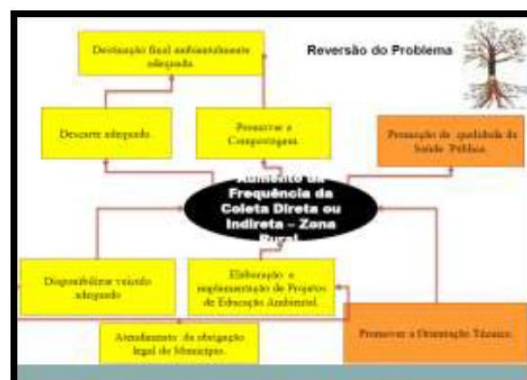 Destinação final ambientalmente
adequada.
Reversão do Problema
Descarte adequado.
Promover a
Compostagem.
Promoção de qualidade da
Saúde Pública.
Aumento da
Frequência da
Coleta Direta ou
Indireta – Zona
Rural
Disponibilizar veículo
adequado
Elaboração e
implementação de Projetos
de Educação Ambiental.
Atendimento da obrigação
legal do Município.
Promover a Orientação Técnica.